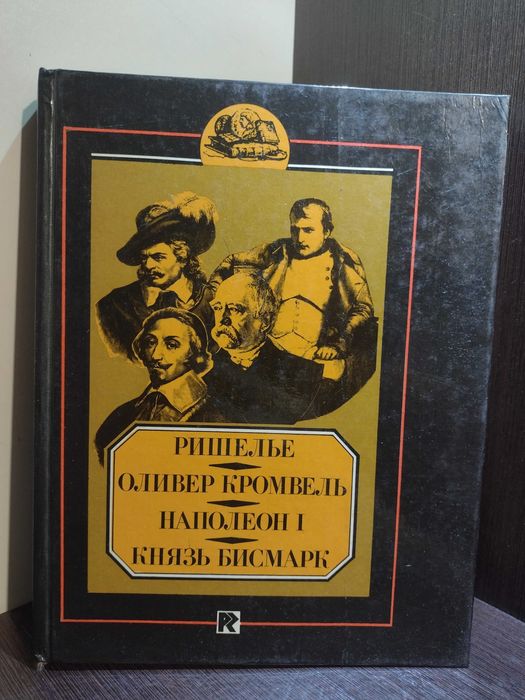 РИШЕЛЬЕ
ОЛИВЕР КРОМВЕЛЬ
НАПОЛЕОН I
КНЯЗЬ БИСМАРК